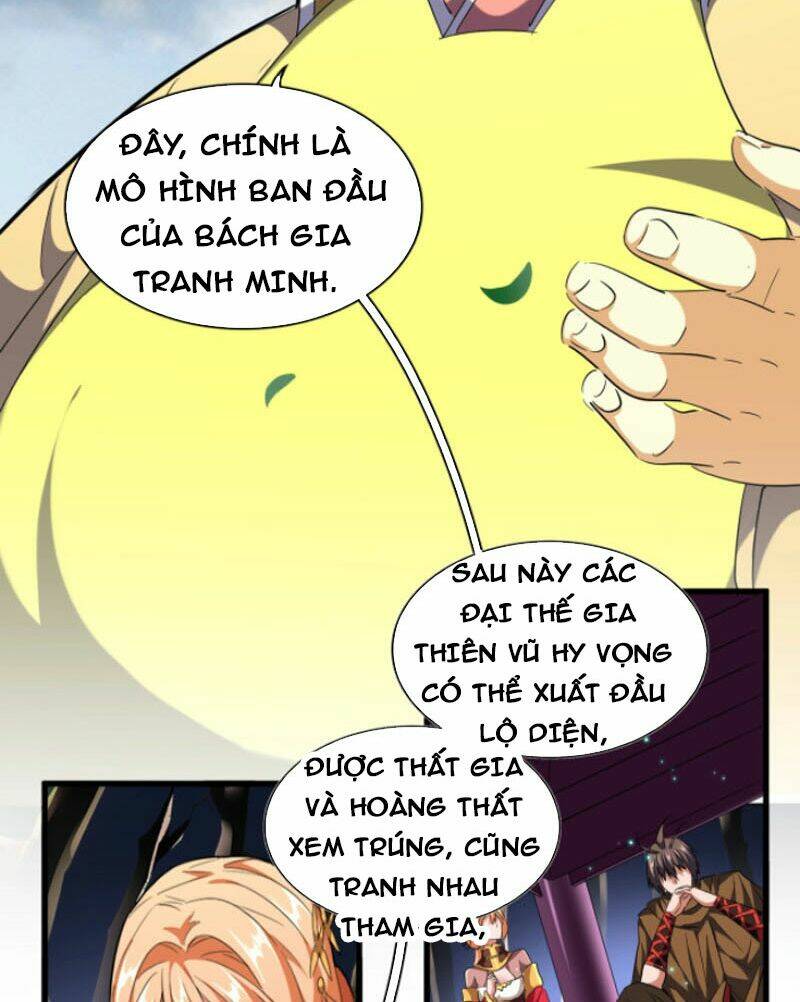 ĐÂY, CHÍNH LÀ
MÔ HÌNH BAN ĐẦU
CỦA BÁCH GIA
TRANH MINH.
SAU NÀY CÁC
ĐẠI THẾ GIA
THIÊN VŨ HY VỌNG
CÓ THỂ XUẤT ĐẦU
LỘ DIỆN,
ĐƯỢC THẤT GIA
VÀ HOÀNG THẤT
XEM TRÚNG, CŨNG
TRANH NHAU
THAM GIA,